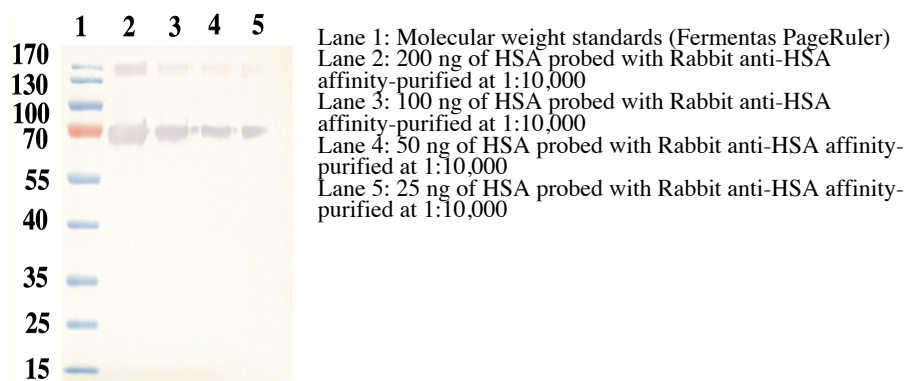 1 2 3 4 5
170
130
100
70
55
40
35
25
15
Lane 1: Molecular weight standards (Fermentas PageRuler)
Lane 2: 200 ng of HSA probed with Rabbit anti-HSA
affinity-purified at 1:10,000
Lane 3: 100 ng of HSA probed with Rabbit anti-HSA
affinity-purified at 1:10,000
Lane 4: 50 ng of HSA probed with Rabbit anti-HSA affinity-
purified at 1:10,000
Lane 5: 25 ng of HSA probed with Rabbit anti-HSA affinity-
purified at 1:10,000